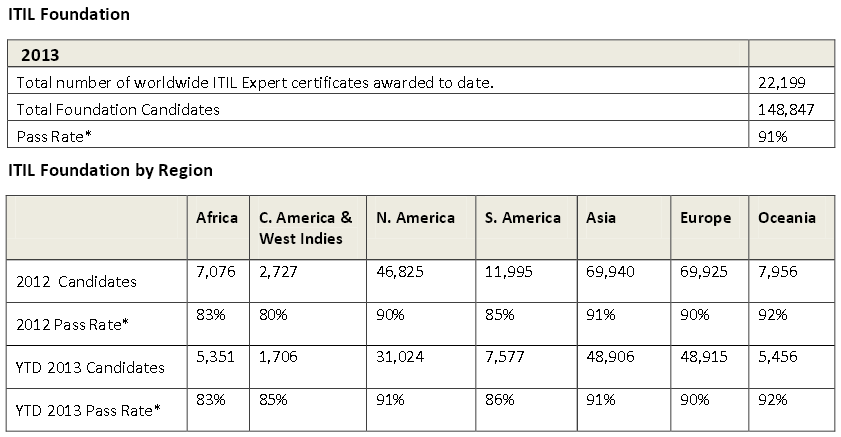 ITIL Foundation
2013
Total number of worldwide ITIL Expert certificates awarded to date. 22,199
Total Foundation Candidates 148,847
Pass Rate* 91%
ITIL Foundation by Region
Africa C. America & West Indies N. America S. America Asia Europe Oceania
2012 Candidates 7,076 2,727 46,825 11,995 69,940 69,925 7,956
2012 Pass Rate* 83% 80% 90% 85% 91% 90% 92%
YTD 2013 Candidates 5,351 1,706 31,024 7,577 48,906 48,915 5,456
YTD 2013 Pass Rate* 83% 85% 91% 86% 91% 90% 92%